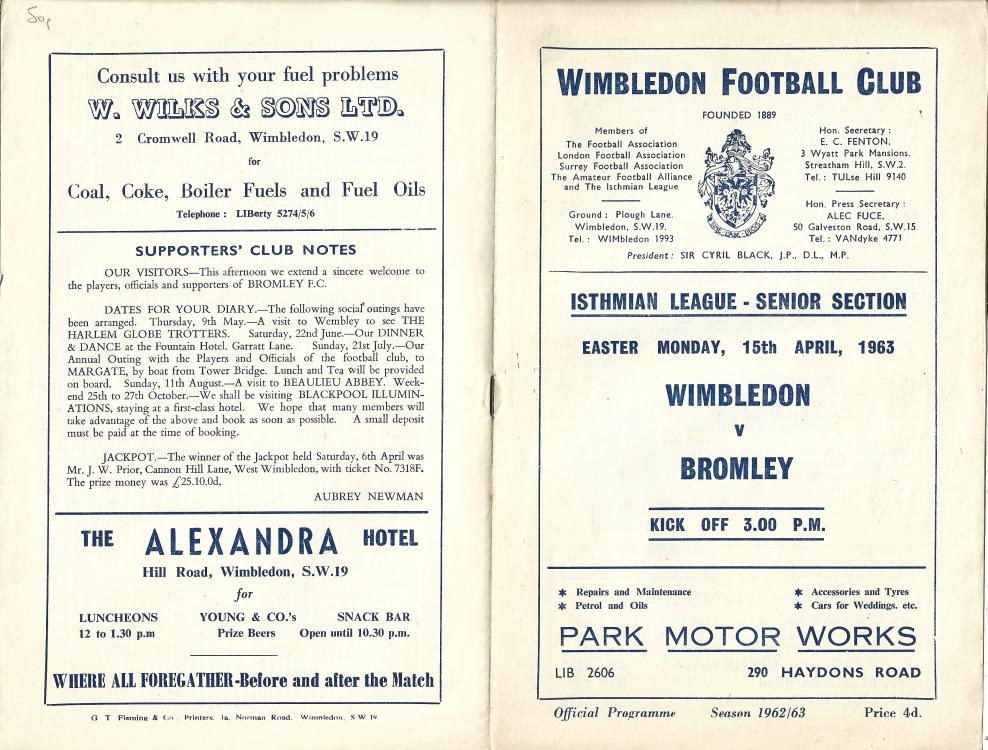 50p
Consult us with your fuel problems
W. WILKS & SONS LTD.
2 Cromwell Road, Wimbledon, S.W.19
for
Coal, Coke, Boiler Fuels and Fuel Oils
Telephone : LIBerty 5274/5/6
SUPPORTERS' CLUB NOTES
OUR VISITORS—This afternoon we extend a sincere welcome to
the players, officials and supporters of BROMLEY F.C.
DATES FOR YOUR DIARY.—The following social outings have
been arranged. Thursday, 9th May.—A visit to Wembley to see THE
HARLEM GLOBE TROTTERS. Saturday, 22nd June.—Our DINNER
& DANCE at the Fountain Hotel. Garratt Lane. Sunday, 21st July.—Our
Annual Outing with the Players and Officials of the football club, to
MARGATE, by boat from Tower Bridge. Lunch and Tea will be provided
on board. Sunday, 11th August.—A visit to BEAULIEU ABBEY. Week-
end 25th to 27th October.—We shall be visiting BLACKPOOL ILLUMIN-
ATIONS, staying at a first-class hotel. We hope that many members will
take advantage of the above and book as soon as possible. A small deposit
must be paid at the time of booking.
JACKPOT.—The winner of the Jackpot held Saturday, 6th April was
Mr. J. W. Prior, Cannon Hill Lane, West Wimbledon, with ticket No. 7318F.
The prize money was £25.10.0d,
AUBREY NEWMAN
THE ALEXANDRA HOTEL
Hill Road, Wimbledon, S.W.19
for
LUNCHEONS YOUNG & CO.'s SNACK BAR
12 to 1.30 p.m Prize Beers Open until 10.30 p.m.
WHERE ALL FOREGATHER-Before and after the Match
G. T. Fleming & Co., Printers, 1a, Norman Road, Wimbledon, S.W.19
WIMBLEDON FOOTBALL CLUB
FOUNDED 1889
Members of
The Football Association
London Football Association
Surrey Football Association
The Amateur Football Alliance
and The Isthmian League
Ground : Plough Lane,
Wimbledon, S.W.19.
Tel. : WIMbledon 1993
Hon. Secretary :
E. C. FENTON,
3 Wyatt Park Mansions,
Streatham Hill, S.W.2.
Tel. : TULse Hill 9140
Hon. Press Secretary :
ALEC FUCE,
50 Galveston Road, S.W.15.
Tel. : VANdyke 4771
President : SIR CYRIL BLACK, J.P., D.L., M.P.
ISTHMIAN LEAGUE - SENIOR SECTION
EASTER MONDAY, 15th APRIL, 1963
WIMBLEDON
v
BROMLEY
KICK OFF 3.00 P.M.
* Repairs and Maintenance * Accessories and Tyres
* Petrol and Oils * Cars for Weddings, etc.
PARK MOTOR WORKS
LIB 2606 290 HAYDONS ROAD
Official Programme Season 1962/63 Price 4d.